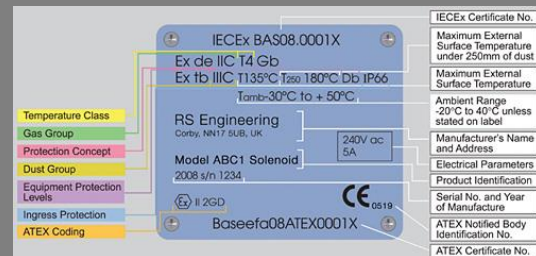 IECEx BAS08.0001X
Ex de IIC T4 Gb
Ex tb IIIC T135°C T250 180°C Db IP66
Tamb-30°C to + 50°C
RS Engineering
Corby, NN17 5UB, UK
240V ac
5A
Model ABC1 Solenoid
2008 s/n 1234
Ex II 2GD
CE 0519
Baseefa08ATEX0001X
Temperature Class
Gas Group
Protection Concept
Dust Group
Equipment Protection
Levels
Ingress Protection
ATEX Coding
IECEx Certificate No.
Maximum External
Surface Temperature
under 250mm of dust
Maximum External
Surface Temperature
Ambient Range
-20°C to 40°C unless
stated on label
Manufacturer's Name
and Address
Electrical Parameters
Product Identification
Serial No. and Year
of Manufacture
ATEX Notified Body
Identification No.
ATEX Certificate No.